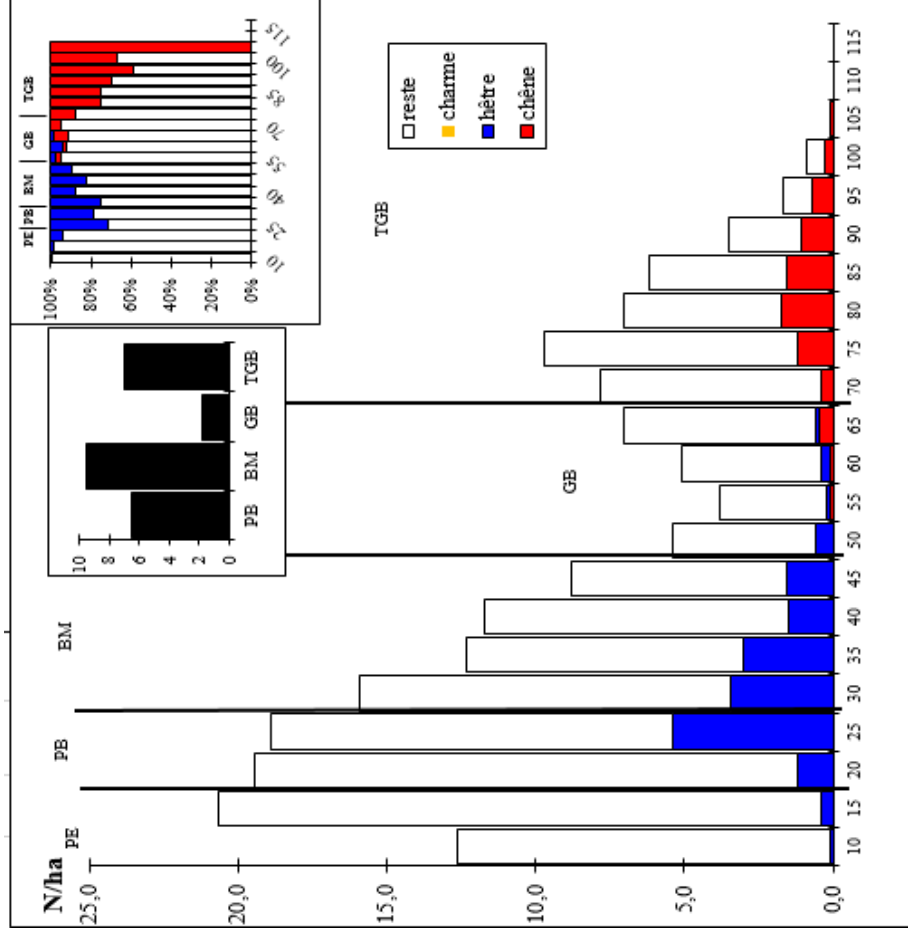 N/ha
25,0
20,0
15,0
10,0
5,0
0,0
PE
PB
BM
GB
TGB
10 15 20 25 30 35 40 45 50 55 60 65 70 75 80 85 90 95 100 105 110 115
10
8
6
4
2
0
PB BM GB TGB
PE PB BM GB TGB
100%
80%
60%
40%
20%
0%
10 25 40 55 70 85 100 115
reste
charme
hêtre
chêne